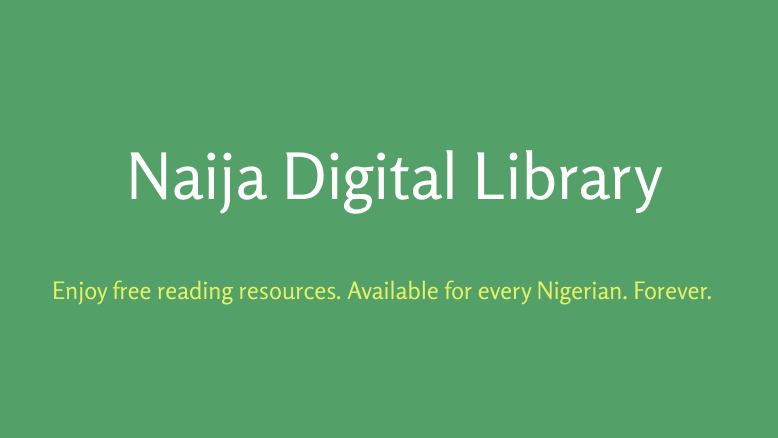 Naija Digital Library
Enjoy free reading resources. Available for every Nigerian. Forever.